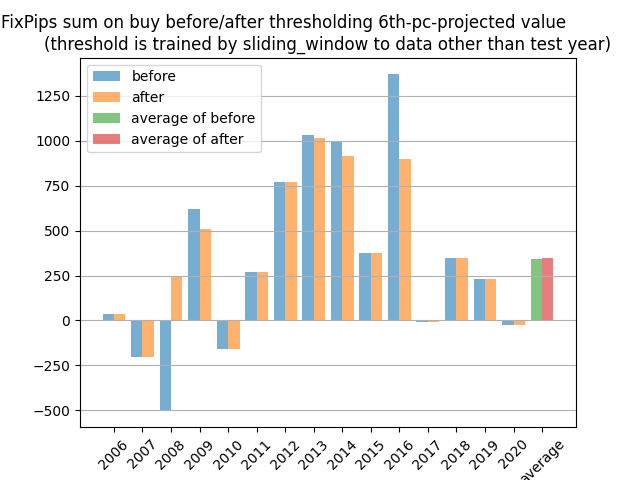 FixPips sum on buy before/after thresholding 6th-pc-projected value
(threshold is trained by sliding_window to data other than test year)
before
after
average of before
average of after
1250
1000
750
500
250
0
−250
−500
2006 2007 2008 2009 2010 2011 2012 2013 2014 2015 2016 2017 2018 2019 2020 average